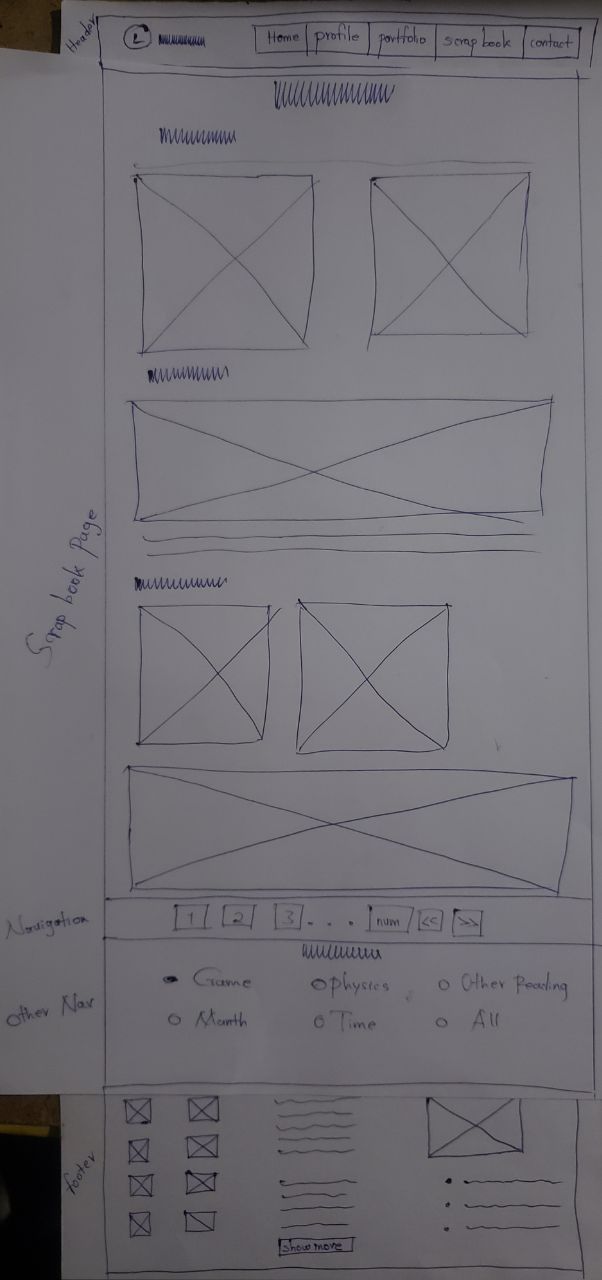 Header
L
Home profile portfolio scrap book contact
Scrap book Page
Navigation
1 2 3 . . . num << >>
Other Nav
Game physics Other Reading
Manth Time All
footer
show more